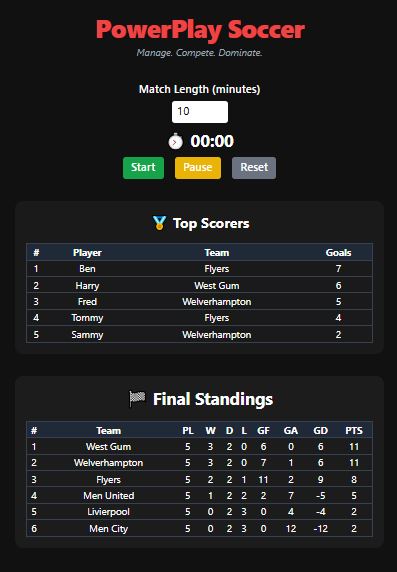 PowerPlay Soccer
Manage. Compete. Dominate.
Match Length (minutes)
10
00:00
Start Pause Reset
Top Scorers
# Player Team Goals
1 Ben Flyers 7
2 Harry West Gum 6
3 Fred Welverhampton 5
4 Tommy Flyers 4
5 Sammy Welverhampton 2
Final Standings
# Team PL W D L GF GA GD PTS
1 West Gum 5 3 2 0 6 0 6 11
2 Welverhampton 5 3 2 0 7 1 6 11
3 Flyers 5 2 2 1 11 2 9 8
4 Men United 5 1 2 2 2 7 -5 5
5 Livierpool 5 0 2 3 0 4 -4 2
6 Men City 5 0 2 3 0 12 -12 2